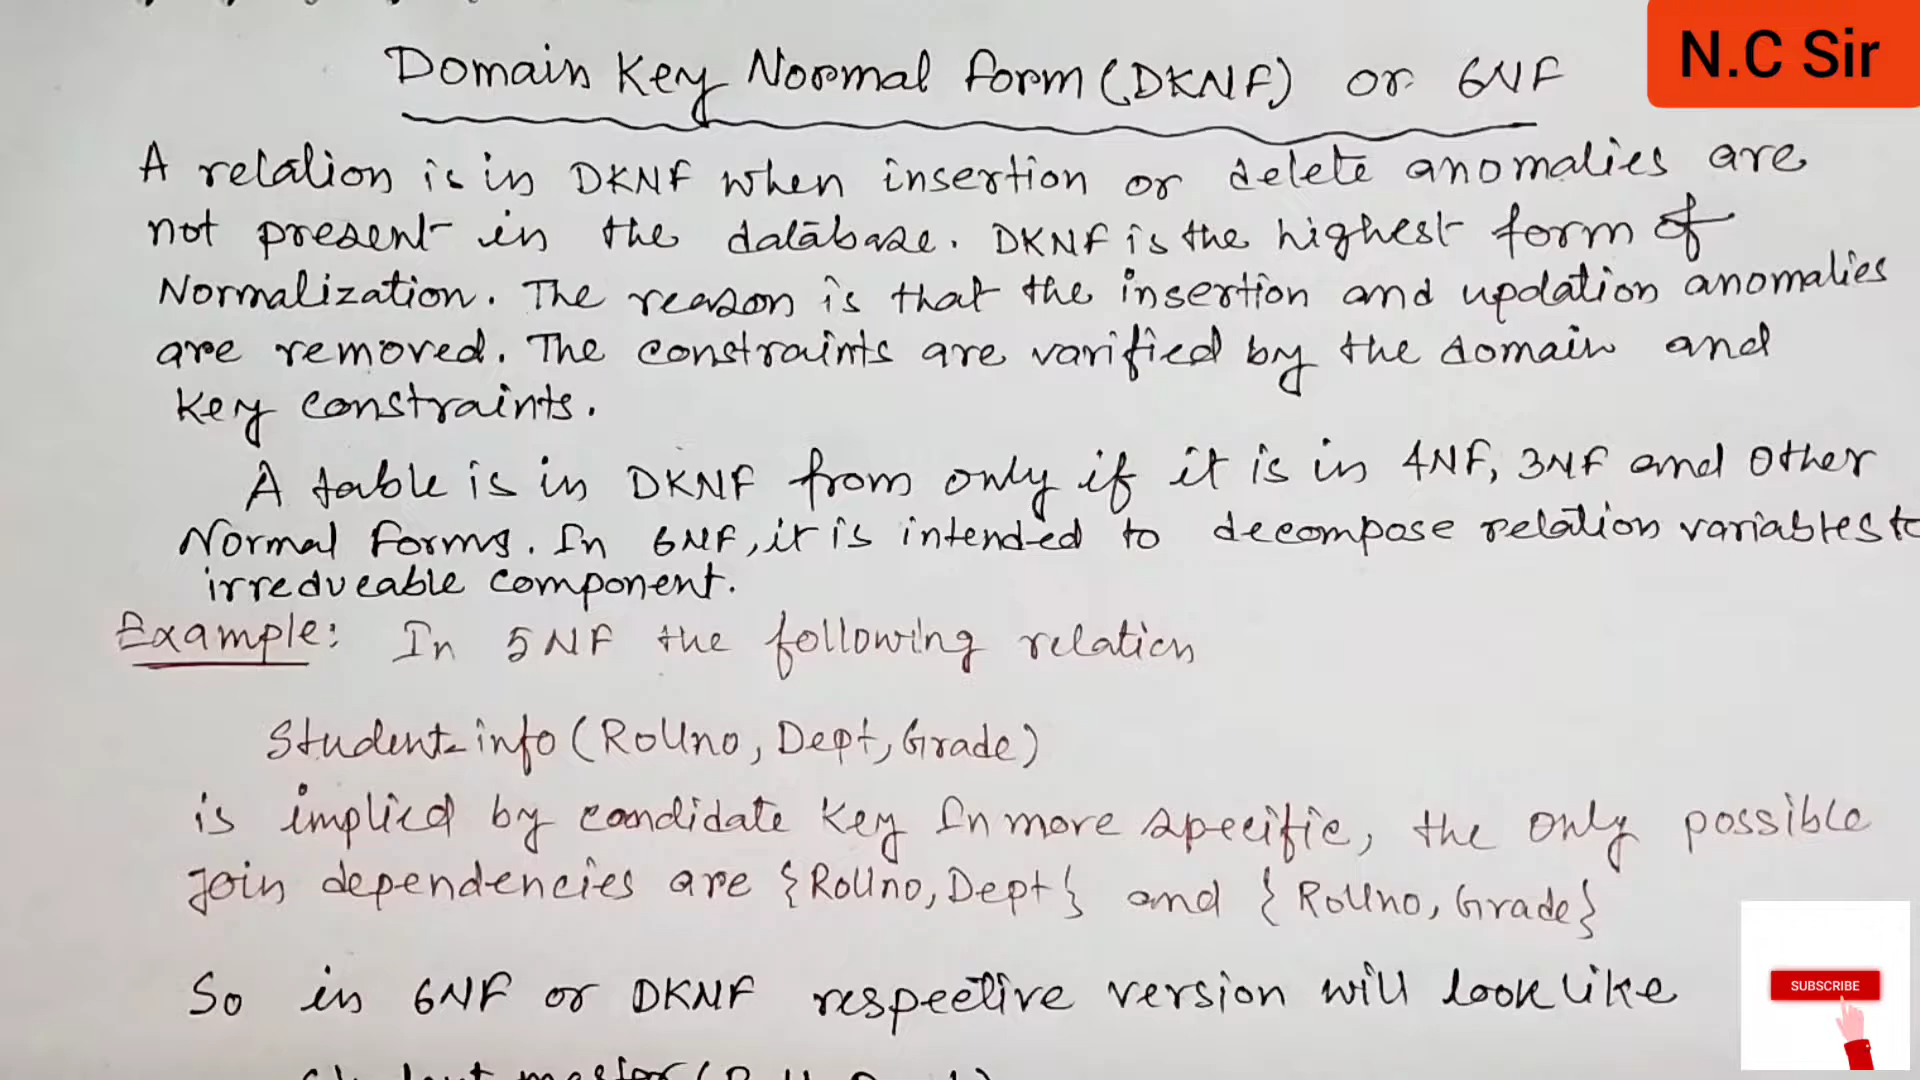 Domain Key Normal form (DKNF) or 6NF
N.C Sir
A relation is in DKNF when insertion or delete anomalies are
not present in the database. DKNF is the highest form of
Normalization. The reason is that the insertion and updation anomalies
are removed. The constraints are varified by the domain and
key constraints.
A table is in DKNF from only if it is in 4NF, 3NF and other
Normal forms. In 6NF, it is intended to decompose relation variables to
irredueable component.
Example: In 5NF the following relation
Student-info (Rollno, Dept, Grade)
is implied by candidate key In more specific, the only possible
join dependencies are {Rollno, Dept} and {Rollno, Grade}
SUBSCRIBE
So in 6NF or DKNF respective version will look like